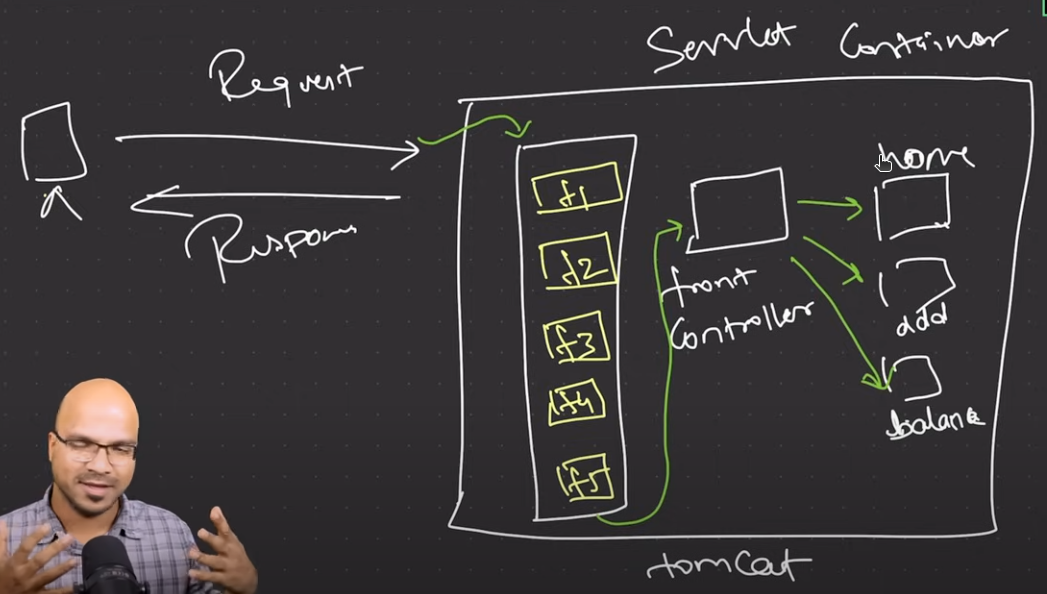 Request
Servlet Container
Respons
f1
f2
f3
f4
f5
front
Controller
home
add
balance
tomcat